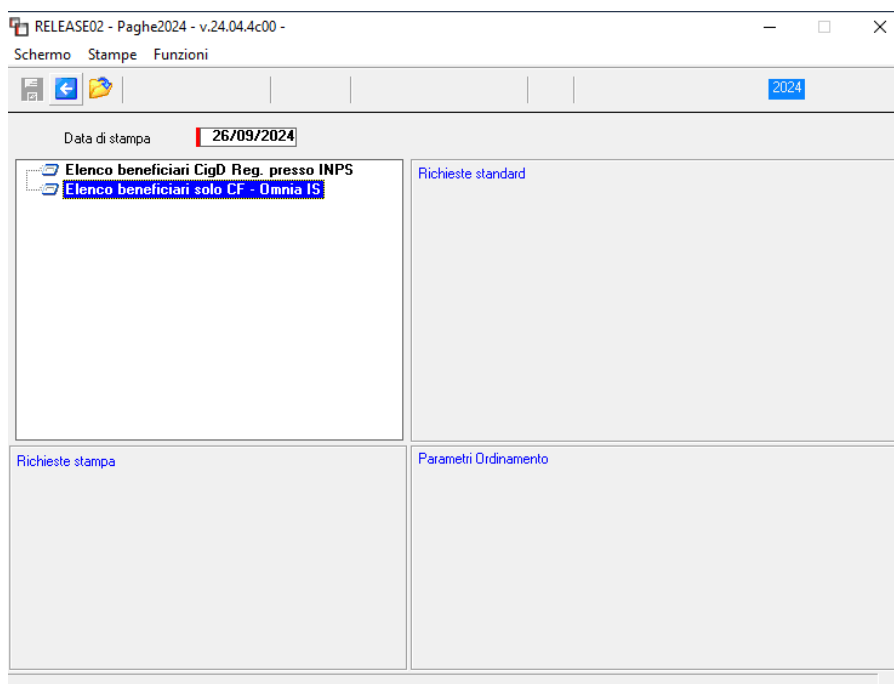 RELEASE02 - Paghe2024 - v.24.04.4c00 -
Schermo Stampe Funzioni
2024
Data di stampa 26/09/2024
Elenco beneficiari CigD Reg. presso INPS
Elenco beneficiari solo CF - Omnia IS
Richieste standard
Richieste stampa
Parametri Ordinamento